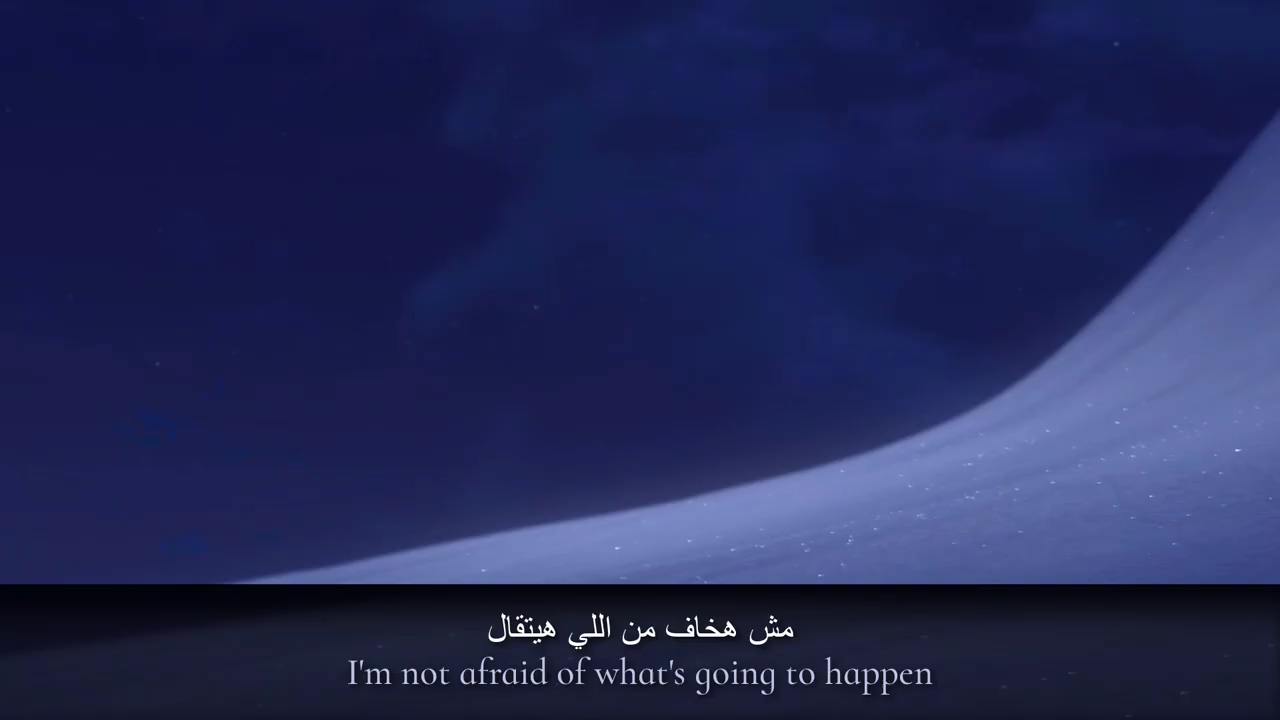 مش هخاف من اللي هيتقال
I'm not afraid of what's going to happen